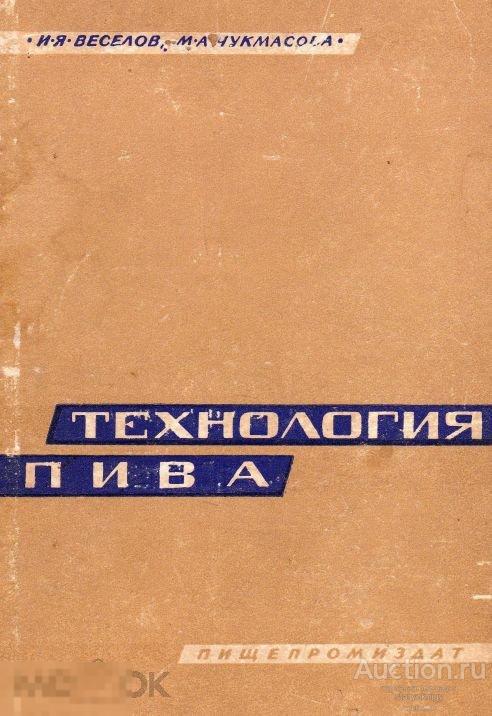 • И • Я • ВЕСЕЛОВ, М • А ЧУКМАСОВА •
ТЕХНОЛОГИЯ
ПИВА
ПИЩЕПРОМИЗДАТ
Auction.ru